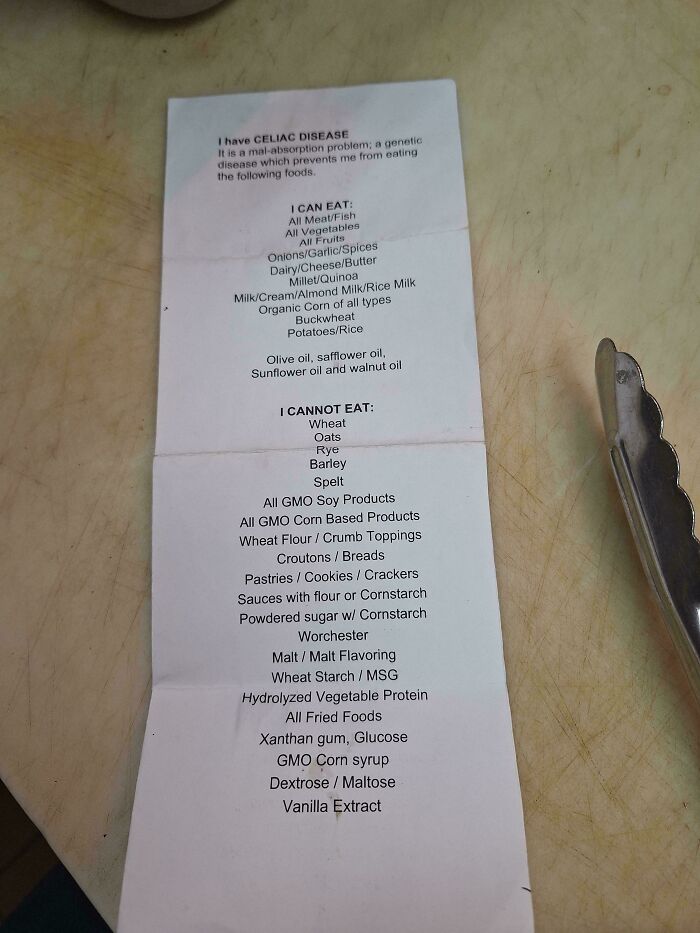 I have CELIAC DISEASE
It is a mal-absorption problem; a genetic
disease which prevents me from eating
the following foods.
I CAN EAT:
All Meat/Fish
All Vegetables
All Fruits
Onions/Garlic/Spices
Dairy/Cheese/Butter
Millet/Quinoa
Milk/Cream/Almond Milk/Rice Milk
Organic Corn of all types
Buckwheat
Potatoes/Rice
Olive oil, safflower oil,
Sunflower oil and walnut oil
I CANNOT EAT:
Wheat
Oats
Rye
Barley
Spelt
All GMO Soy Products
All GMO Corn Based Products
Wheat Flour / Crumb Toppings
Croutons / Breads
Pastries / Cookies / Crackers
Sauces with flour or Cornstarch
Powdered sugar w/ Cornstarch
Worchester
Malt / Malt Flavoring
Wheat Starch / MSG
Hydrolyzed Vegetable Protein
All Fried Foods
Xanthan gum, Glucose
GMO Corn syrup
Dextrose / Maltose
Vanilla Extract